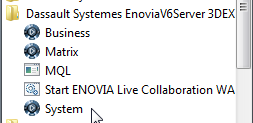 Dassault Systemes EnoviaV6Server 3DEX
Business
Matrix
MQL
Start ENOVIA Live Collaboration WA
System